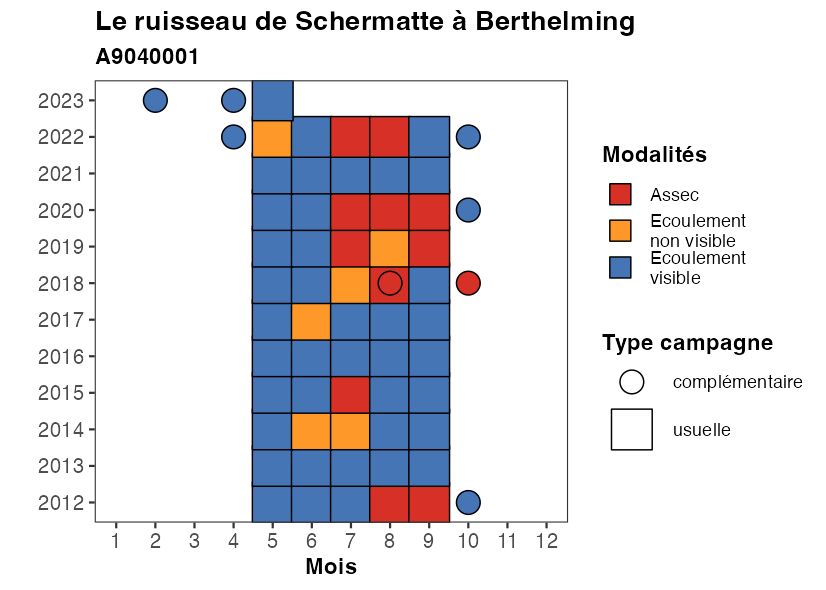 Le ruisseau de Schermatte à Berthelming
A9040001
2023
2022
2021
2020
2019
2018
2017
2016
2015
2014
2013
2012
1 2 3 4 5 6 7 8 9 10 11 12
Mois
Modalités
Assec
Ecoulement
non visible
Ecoulement
visible
Type campagne
complémentaire
usuelle